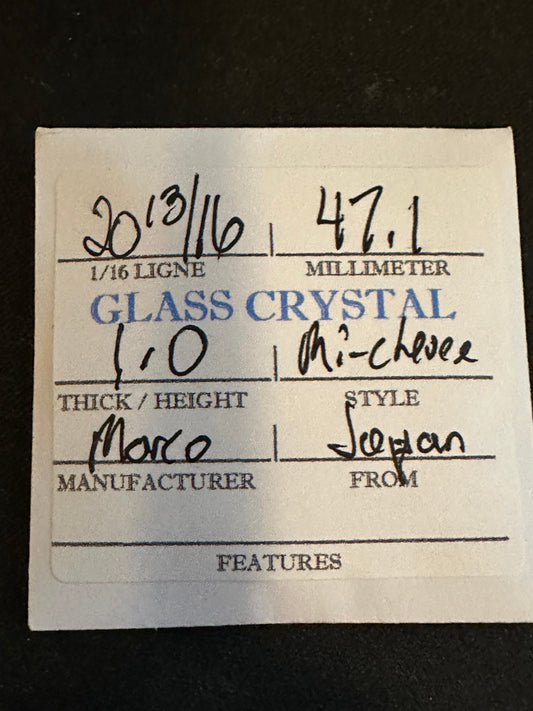 20 13/16 | 47.1
1/16 LIGNE MILLIMETER
GLASS CRYSTAL
1.0 | Mi-chevee
THICK / HEIGHT STYLE
Marco | Japan
MANUFACTURER FROM
FEATURES